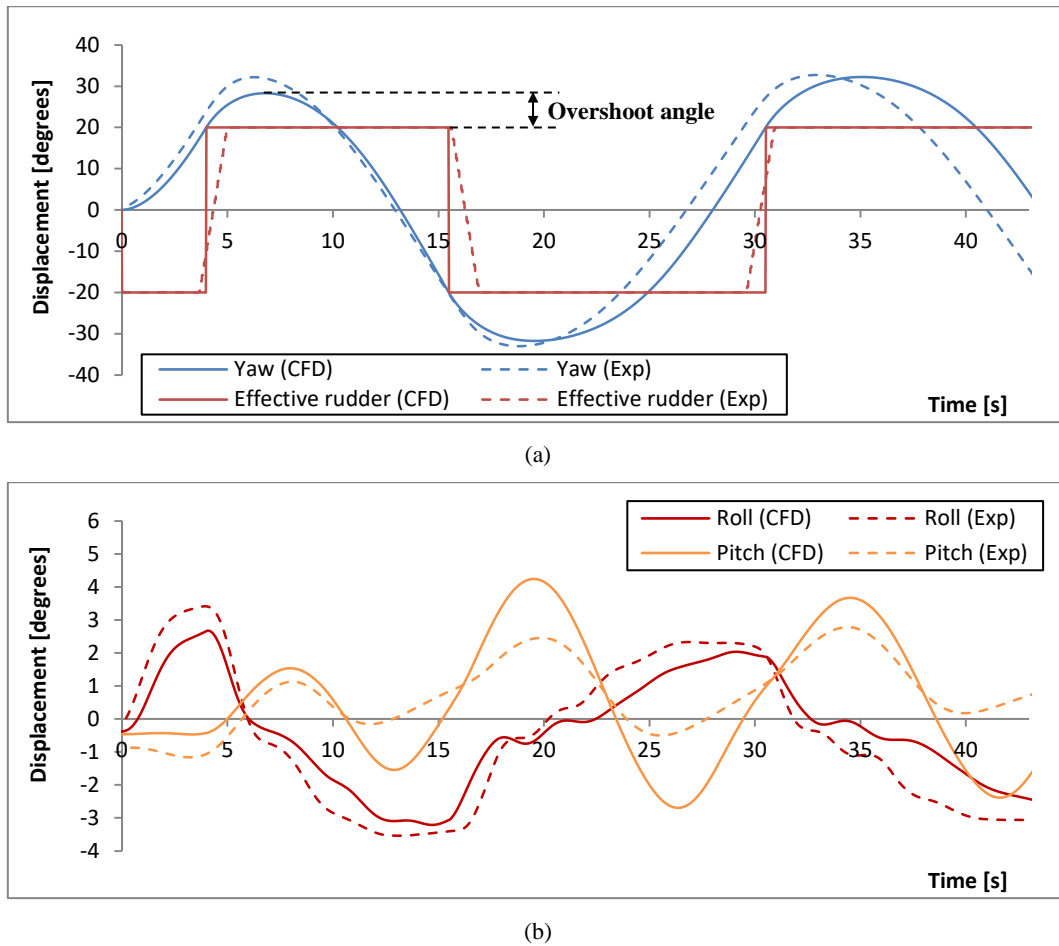 40
30
20
10
0
-10
-20
-30
-40
Displacement [degrees]
0 5 10 15 20 25 30 35 40
Overshoot angle
Yaw (CFD) Yaw (Exp)
Effective rudder (CFD) Effective rudder (Exp)
Time [s]
(a)
6
5
4
3
2
1
0
-1
-2
-3
-4
Displacement [degrees]
0 5 10 15 20 25 30 35 40
Roll (CFD) Roll (Exp)
Pitch (CFD) Pitch (Exp)
Time [s]
(b)